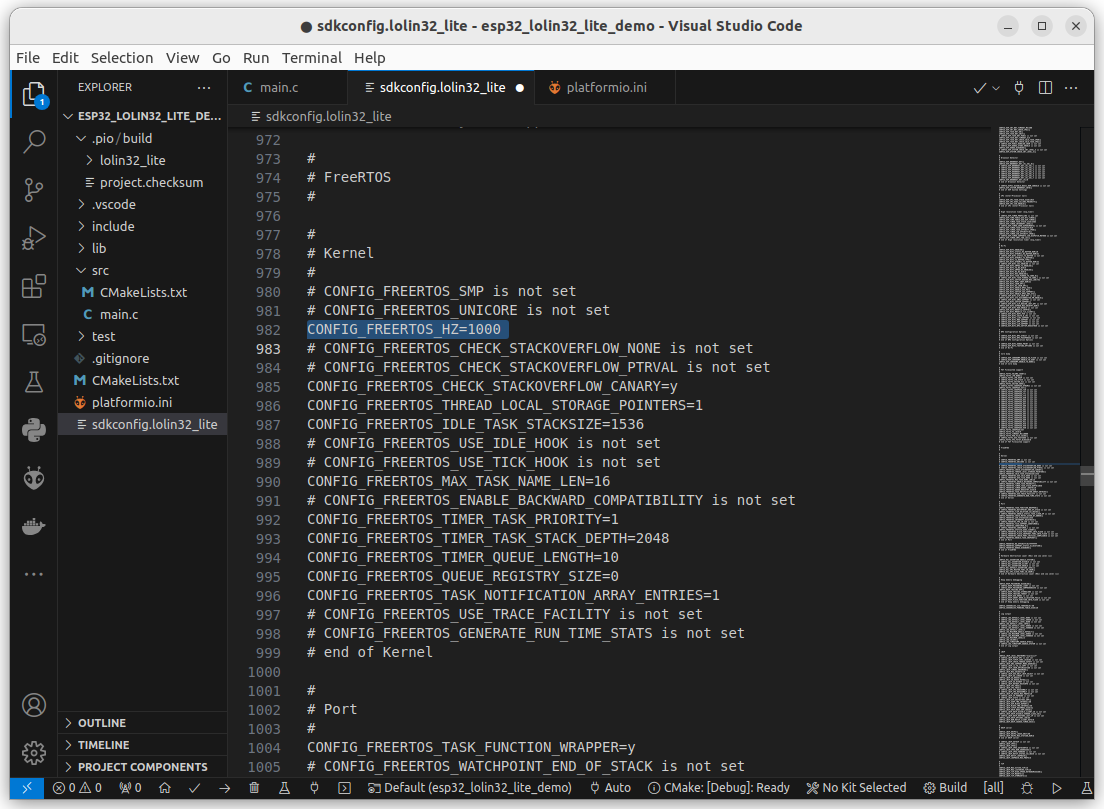 ● sdkconfig.lolin32_lite - esp32_lolin32_lite_demo - Visual Studio Code
File Edit Selection View Go Run Terminal Help
EXPLORER
1
ESP32_LOLIN32_LITE_DE...
.pio / build
lolin32_lite
project.checksum
.vscode
include
lib
src
CMakeLists.txt
main.c
test
.gitignore
CMakeLists.txt
platformio.ini
sdkconfig.lolin32_lite
OUTLINE
TIMELINE
PROJECT COMPONENTS
main.c sdkconfig.lolin32_lite ● platformio.ini
sdkconfig.lolin32_lite
972
973 #
974 # FreeRTOS
975 #
976
977 #
978 # Kernel
979 #
980 # CONFIG_FREERTOS_SMP is not set
981 # CONFIG_FREERTOS_UNICORE is not set
982 CONFIG_FREERTOS_HZ=1000
983 # CONFIG_FREERTOS_CHECK_STACKOVERFLOW_NONE is not set
984 # CONFIG_FREERTOS_CHECK_STACKOVERFLOW_PTRVAL is not set
985 CONFIG_FREERTOS_CHECK_STACKOVERFLOW_CANARY=y
986 CONFIG_FREERTOS_THREAD_LOCAL_STORAGE_POINTERS=1
987 CONFIG_FREERTOS_IDLE_TASK_STACKSIZE=1536
988 # CONFIG_FREERTOS_USE_IDLE_HOOK is not set
989 # CONFIG_FREERTOS_USE_TICK_HOOK is not set
990 CONFIG_FREERTOS_MAX_TASK_NAME_LEN=16
991 # CONFIG_FREERTOS_ENABLE_BACKWARD_COMPATIBILITY is not set
992 CONFIG_FREERTOS_TIMER_TASK_PRIORITY=1
993 CONFIG_FREERTOS_TIMER_TASK_STACK_DEPTH=2048
994 CONFIG_FREERTOS_TIMER_QUEUE_LENGTH=10
995 CONFIG_FREERTOS_QUEUE_REGISTRY_SIZE=0
996 CONFIG_FREERTOS_TASK_NOTIFICATION_ARRAY_ENTRIES=1
997 # CONFIG_FREERTOS_USE_TRACE_FACILITY is not set
998 # CONFIG_FREERTOS_GENERATE_RUN_TIME_STATS is not set
999 # end of Kernel
1000
1001 #
1002 # Port
1003 #
1004 CONFIG_FREERTOS_TASK_FUNCTION_WRAPPER=y
1005 # CONFIG_FREERTOS_WATCHPOINT_END_OF_STACK is not set
0 0 0 Default (esp32_lolin32_lite_demo) Auto CMake: [Debug]: Ready No Kit Selected Build [all]